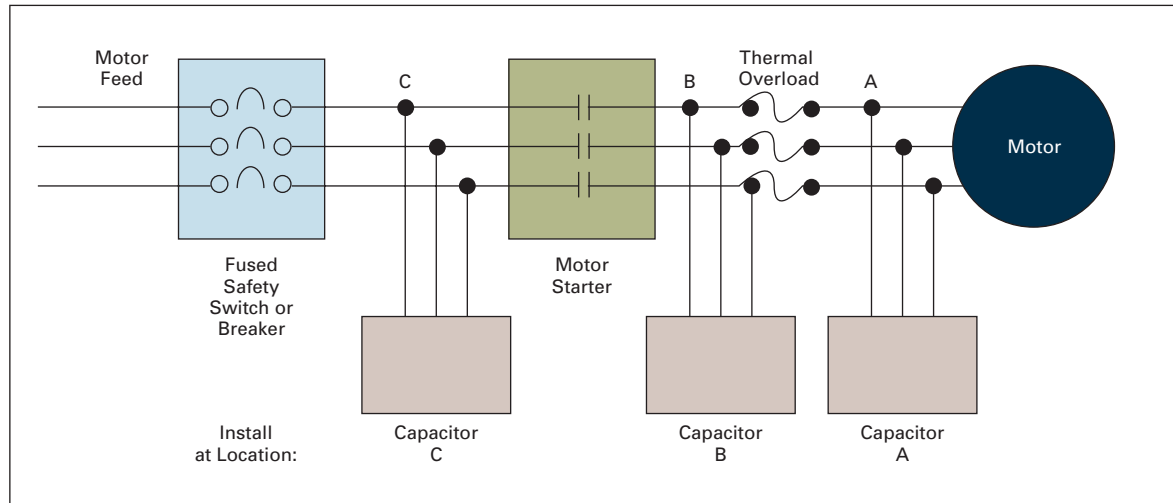 Motor
Feed
C
B
Thermal
Overload
A
Motor
Fused
Safety
Switch or
Breaker
Motor
Starter
Install
at Location:
Capacitor
C
Capacitor
B
Capacitor
A